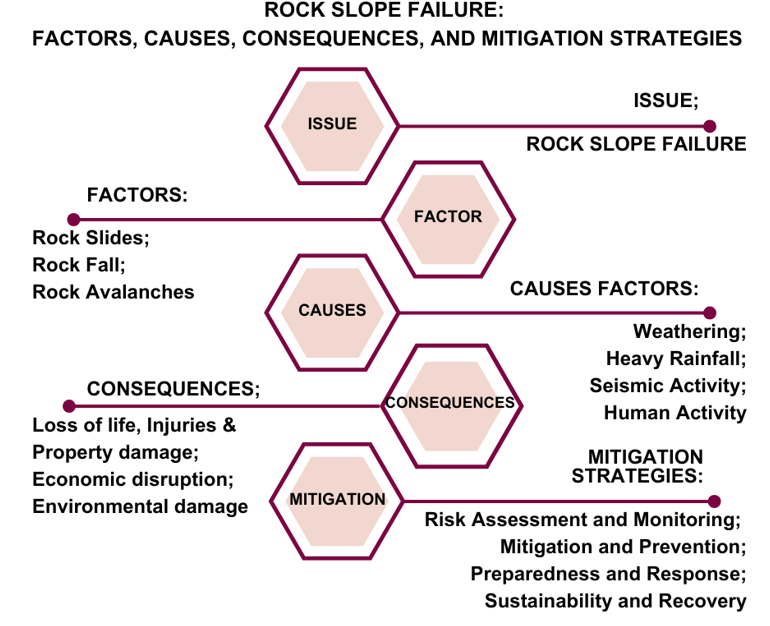 ROCK SLOPE FAILURE:
FACTORS, CAUSES, CONSEQUENCES, AND MITIGATION STRATEGIES
ISSUE
ISSUE;
ROCK SLOPE FAILURE
FACTOR
FACTORS:
Rock Slides;
Rock Fall;
Rock Avalanches
CAUSES
CAUSES FACTORS:
Weathering;
Heavy Rainfall;
Seismic Activity;
Human Activity
CONSEQUENCES
CONSEQUENCES;
Loss of life, Injuries &
Property damage;
Economic disruption;
Environmental damage
MITIGATION
MITIGATION
STRATEGIES:
Risk Assessment and Monitoring;
Mitigation and Prevention;
Preparedness and Response;
Sustainability and Recovery